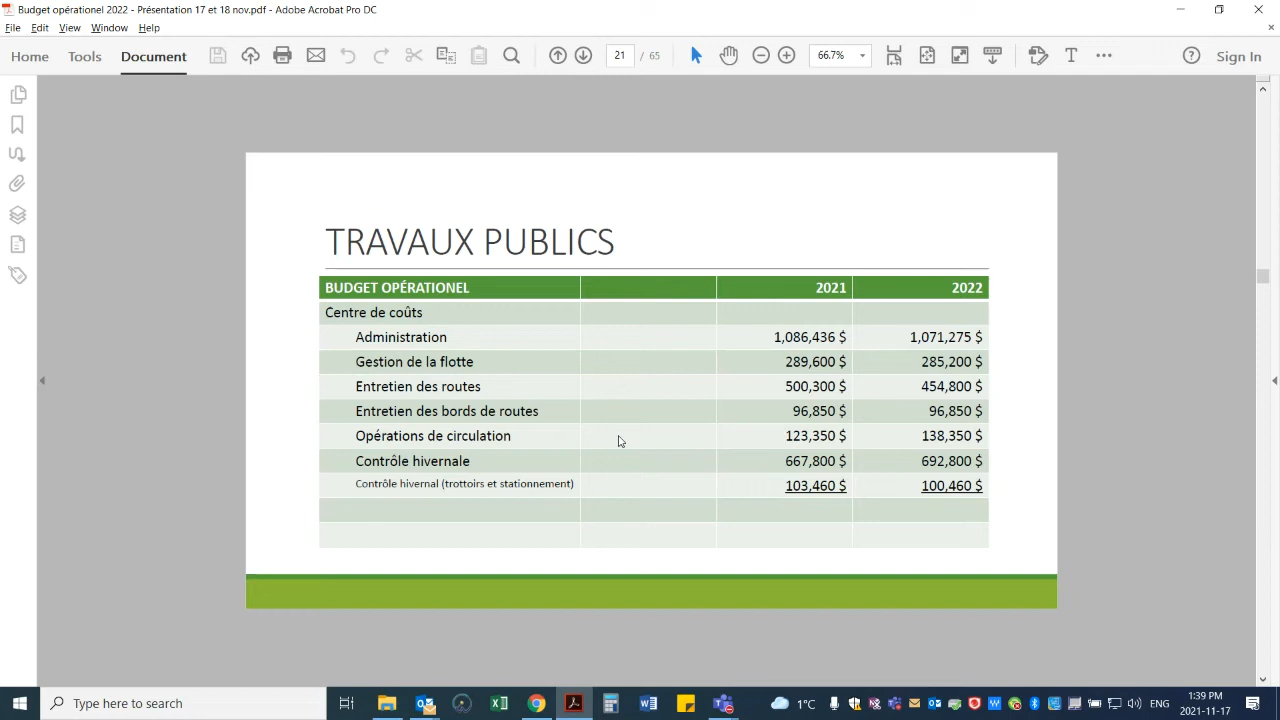 Budget opérationel 2022 - Présentation 17 et 18 nov.pdf - Adobe Acrobat Pro DC
File Edit View Window Help
Home Tools Document 21 / 65 66.7% Sign In
TRAVAUX PUBLICS
BUDGET OPÉRATIONEL 2021 2022
Centre de coûts
Administration 1,086,436 $ 1,071,275 $
Gestion de la flotte 289,600 $ 285,200 $
Entretien des routes 500,300 $ 454,800 $
Entretien des bords de routes 96,850 $ 96,850 $
Opérations de circulation 123,350 $ 138,350 $
Contrôle hivernale 667,800 $ 692,800 $
Contrôle hivernal (trottoirs et stationnement) 103,460 $ 100,460 $
Type here to search 1°C ENG 1:39 PM
2021-11-17